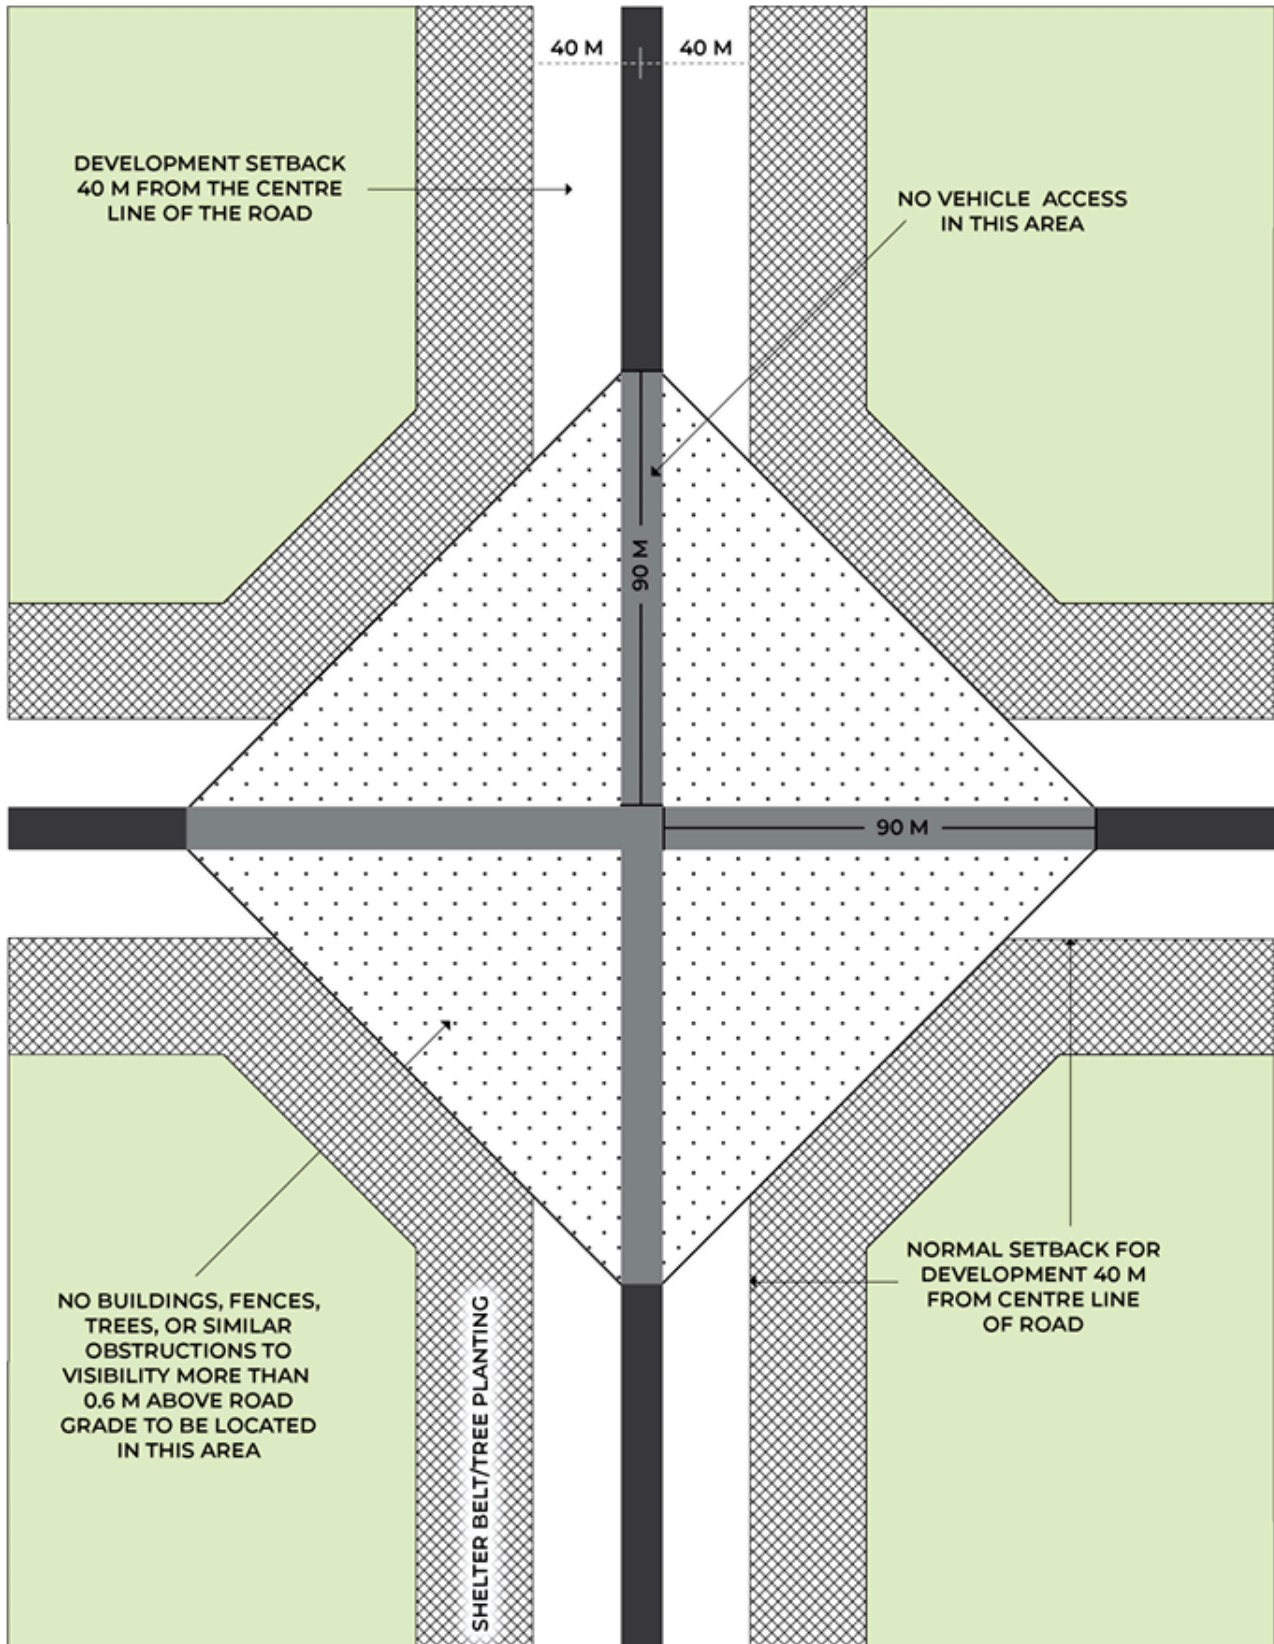 40 M
40 M
DEVELOPMENT SETBACK
40 M FROM THE CENTRE
LINE OF THE ROAD
NO VEHICLE ACCESS
IN THIS AREA
90 M
90 M
NORMAL SETBACK FOR
DEVELOPMENT 40 M
FROM CENTRE LINE
OF ROAD
NO BUILDINGS, FENCES,
TREES, OR SIMILAR
OBSTRUCTIONS TO
VISIBILITY MORE THAN
0.6 M ABOVE ROAD
GRADE TO BE LOCATED
IN THIS AREA
SHELTER BELT/TREE PLANTING